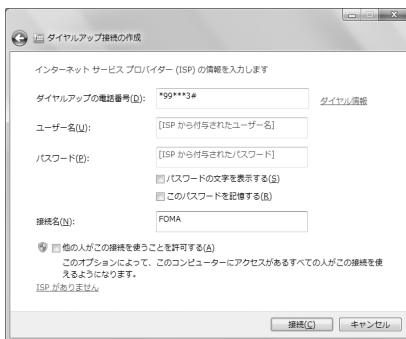 ダイヤルアップ接続の作成
インターネット サービス プロバイダー (ISP) の情報を入力します
ダイヤルアップの電話番号(D): *99***3# ダイヤル情報
ユーザー名(U): [ISP から付与されたユーザー名]
パスワード(P): [ISP から付与されたパスワード]
パスワードの文字を表示する(S)
このパスワードを記憶する(R)
接続名(N): FOMA
他の人がこの接続を使うことを許可する(A)
このオプションによって、このコンピューターにアクセスがあるすべての人がこの接続を使
えるようになります。
ISP がありません
接続(C) キャンセル